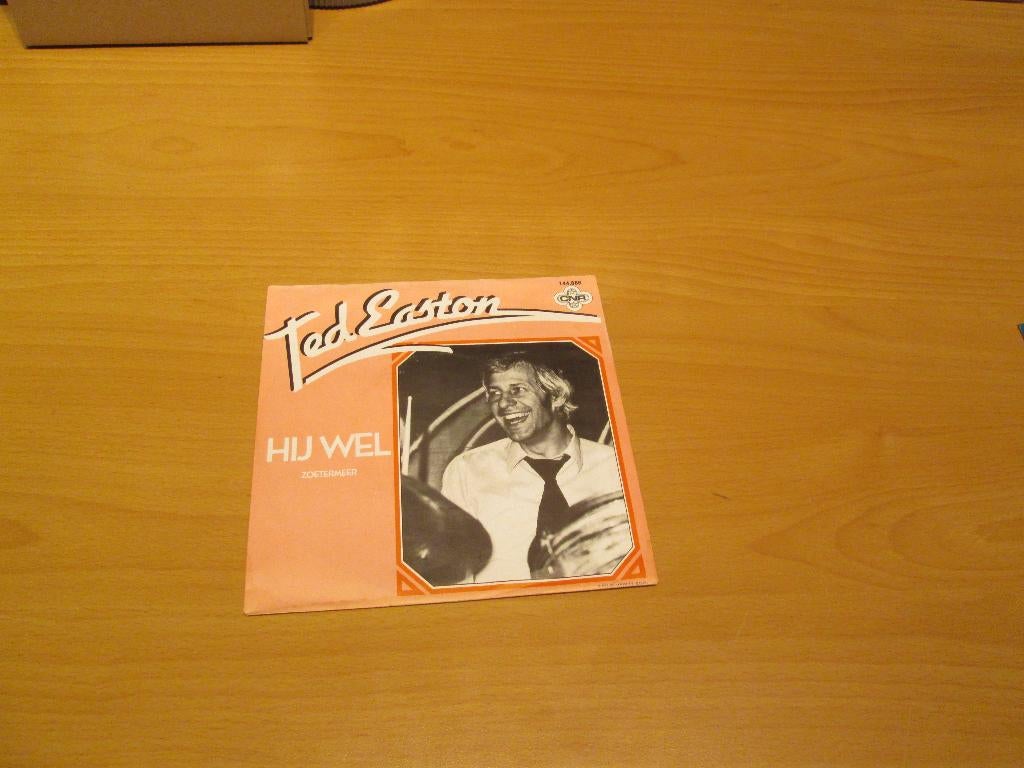 Ted Easton
CNR
HIJ WEL
ZOETERMEER